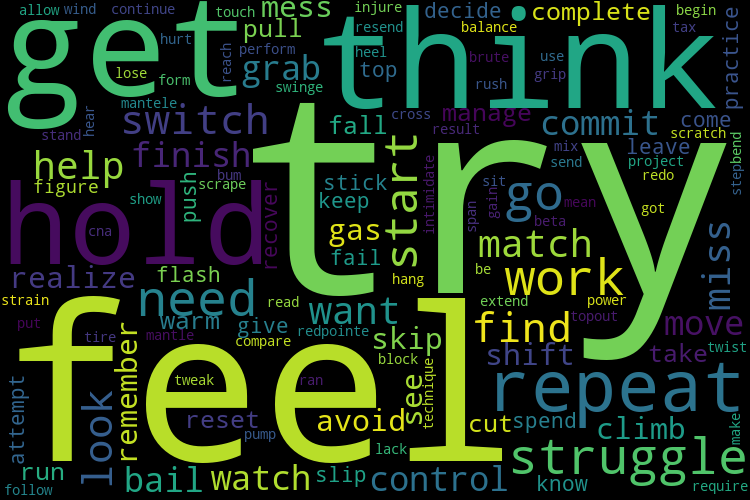 allow wind continue touch mess injure resend decide complete begin
get think
pull balance tax practice
hurt reach perform grab heel top brute use
lose form swinge rush grip
mantele switch fall cross manage commit come
stand hear result scratch
finish try mix leave
help bum send project stepbend
figure scrape stick intimidate sit redo
hold show push recover keep start span gain go mean got
cna gas beta match miss
realize flash fail hang be work
strain need read want extend power
put warm give redpointe find topout move
tire mantle compare skip shift take twist
feel remember block see technique
tweak ran repeat
attempt look reset avoid cut spend climb make
pump lack struggle
run bail watch slip control know require
follow